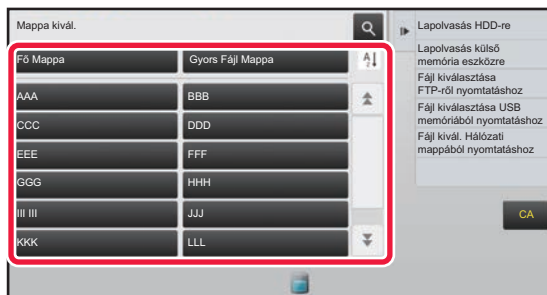 Mappa kivál.
Fő Mappa
Gyors Fájl Mappa
AAA
BBB
CCC
DDD
EEE
FFF
GGG
HHH
III III
JJJ
KKK
LLL
Lapolvasás HDD-re
Lapolvasás külső
memória eszközre
Fájl kiválasztása
FTP-ről nyomtatáshoz
Fájl kiválasztása USB
memóriából nyomtatáshoz
Fájl kivál. Hálózati
mappából nyomtatáshoz
CA